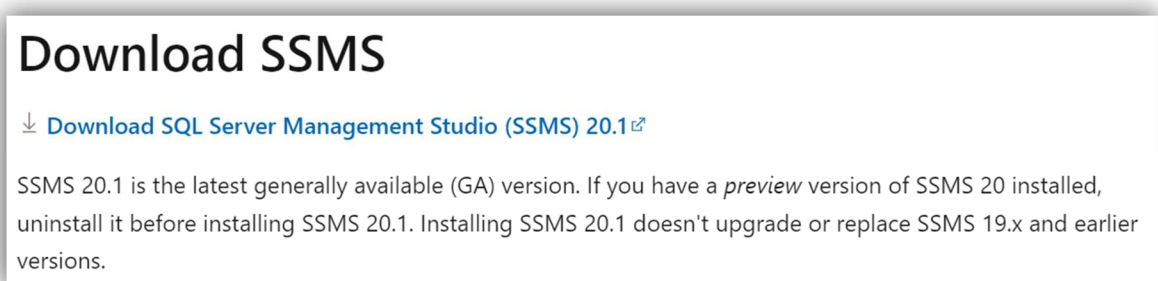 Download SSMS
Download SQL Server Management Studio (SSMS) 20.1
SSMS 20.1 is the latest generally available (GA) version. If you have a preview version of SSMS 20 installed,
uninstall it before installing SSMS 20.1. Installing SSMS 20.1 doesn't upgrade or replace SSMS 19.x and earlier
versions.